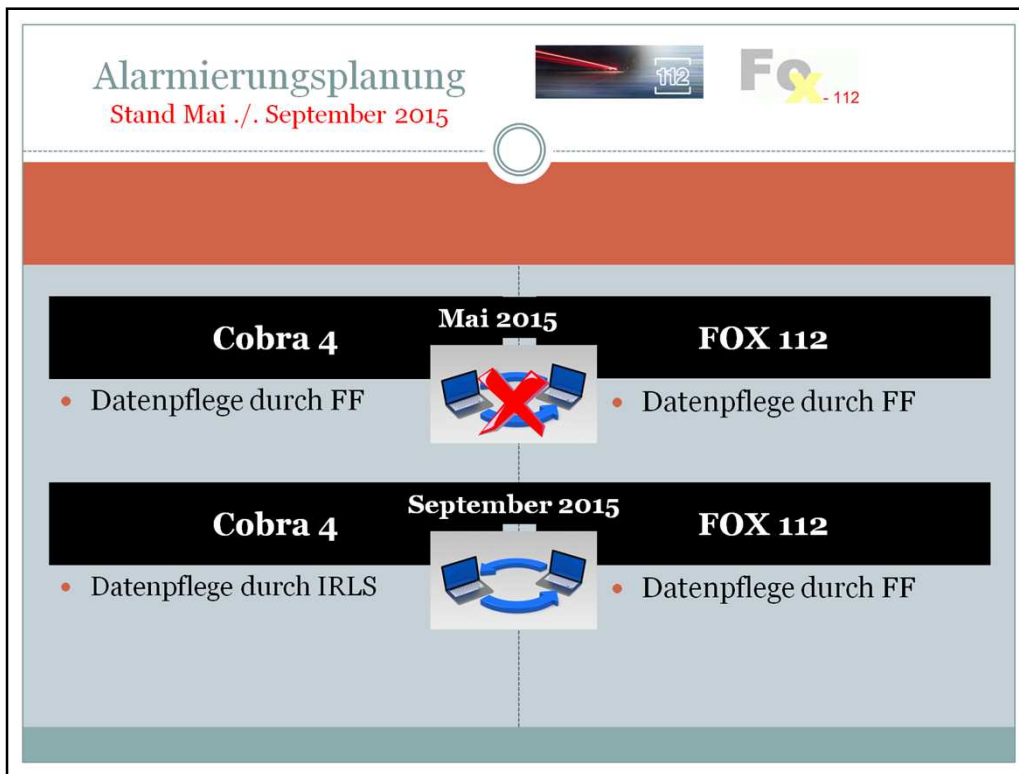 Alarmierungsplanung
Stand Mai ./. September 2015
112
Fox - 112
Cobra 4
Mai 2015
FOX 112
• Datenpflege durch FF
• Datenpflege durch FF
Cobra 4
September 2015
FOX 112
• Datenpflege durch IRLS
• Datenpflege durch FF